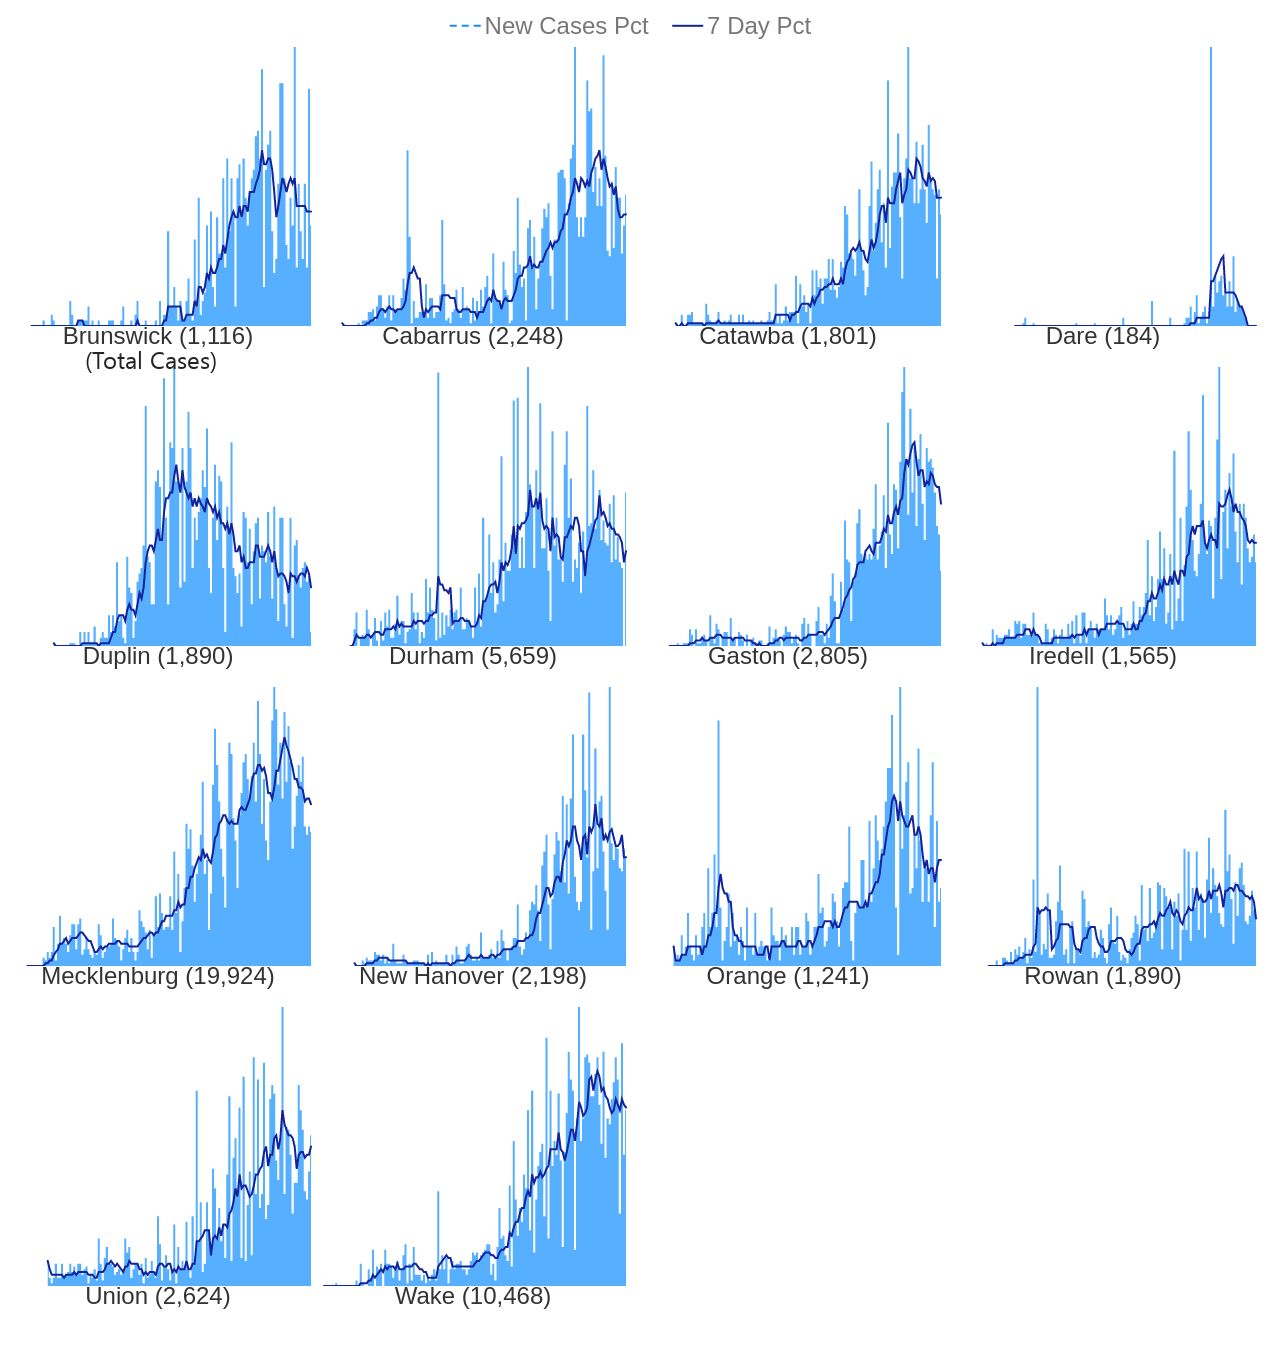 New Cases Pct 7 Day Pct
Brunswick (1,116) Cabarrus (2,248) Catawba (1,801) Dare (184)
(Total Cases)
Duplin (1,890) Durham (5,659) Gaston (2,805) Iredell (1,565)
Mecklenburg (19,924) New Hanover (2,198) Orange (1,241) Rowan (1,890)
Union (2,624) Wake (10,468)